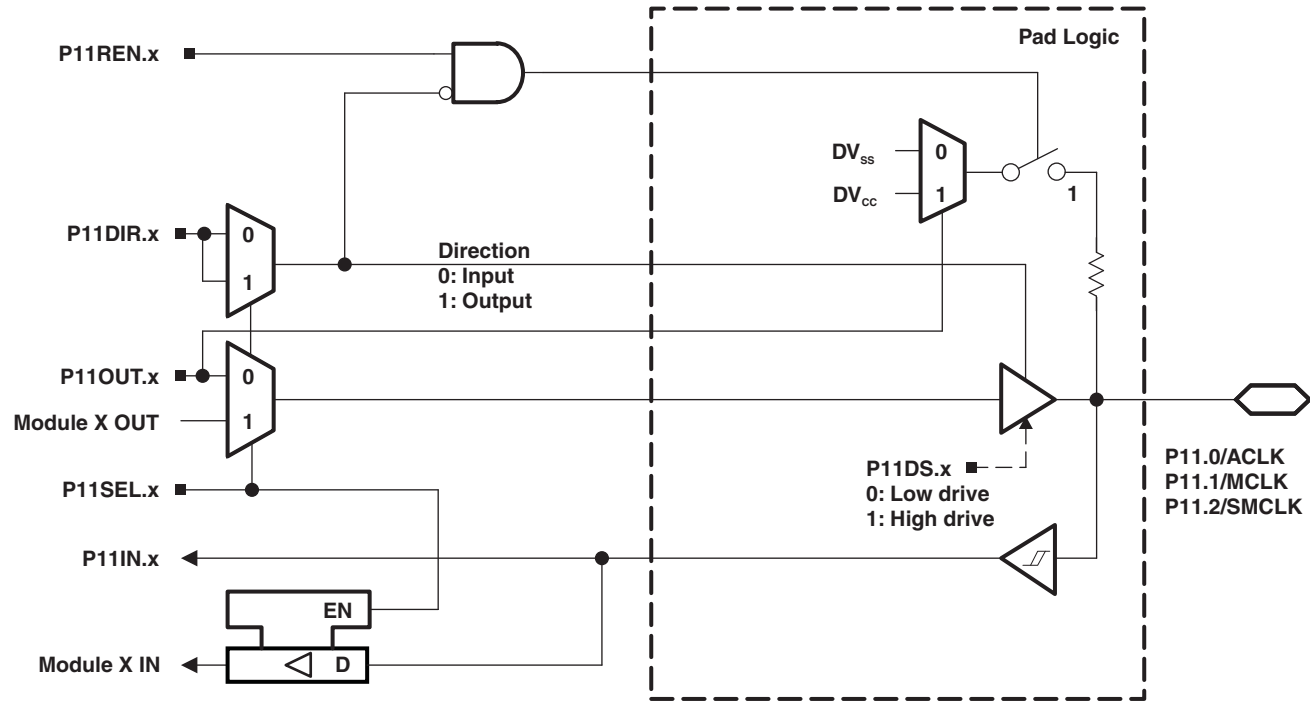 Pad Logic
P11REN.x
DVSS
0
DVCC
1
1
P11DIR.x
0
1
Direction
0: Input
1: Output
P11OUT.x
0
Module X OUT
1
P11SEL.x
P11DS.x
0: Low drive
1: High drive
P11.0/ACLK
P11.1/MCLK
P11.2/SMCLK
P11IN.x
EN
Module X IN
D